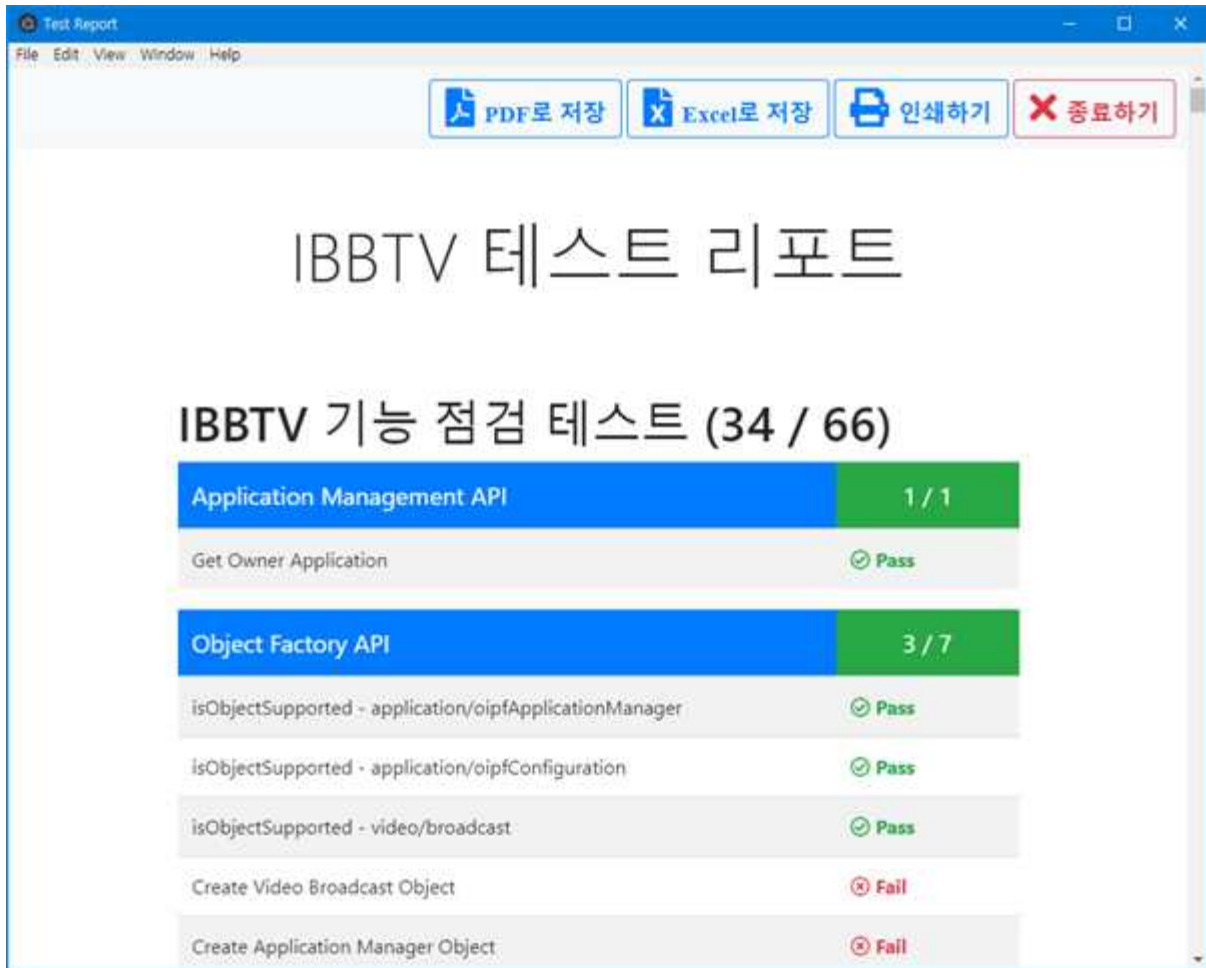 Test Report
File Edit View Window Help
PDF로 저장 Excel로 저장 인쇄하기 종료하기
IBBTV 테스트 리포트
IBBTV 기능 점검 테스트 (34 / 66)
Application Management API 1 / 1
Get Owner Application Pass
Object Factory API 3 / 7
isObjectSupported - application/oipfApplicationManager Pass
isObjectSupported - application/oipfConfiguration Pass
isObjectSupported - video/broadcast Pass
Create Video Broadcast Object Fail
Create Application Manager Object Fail